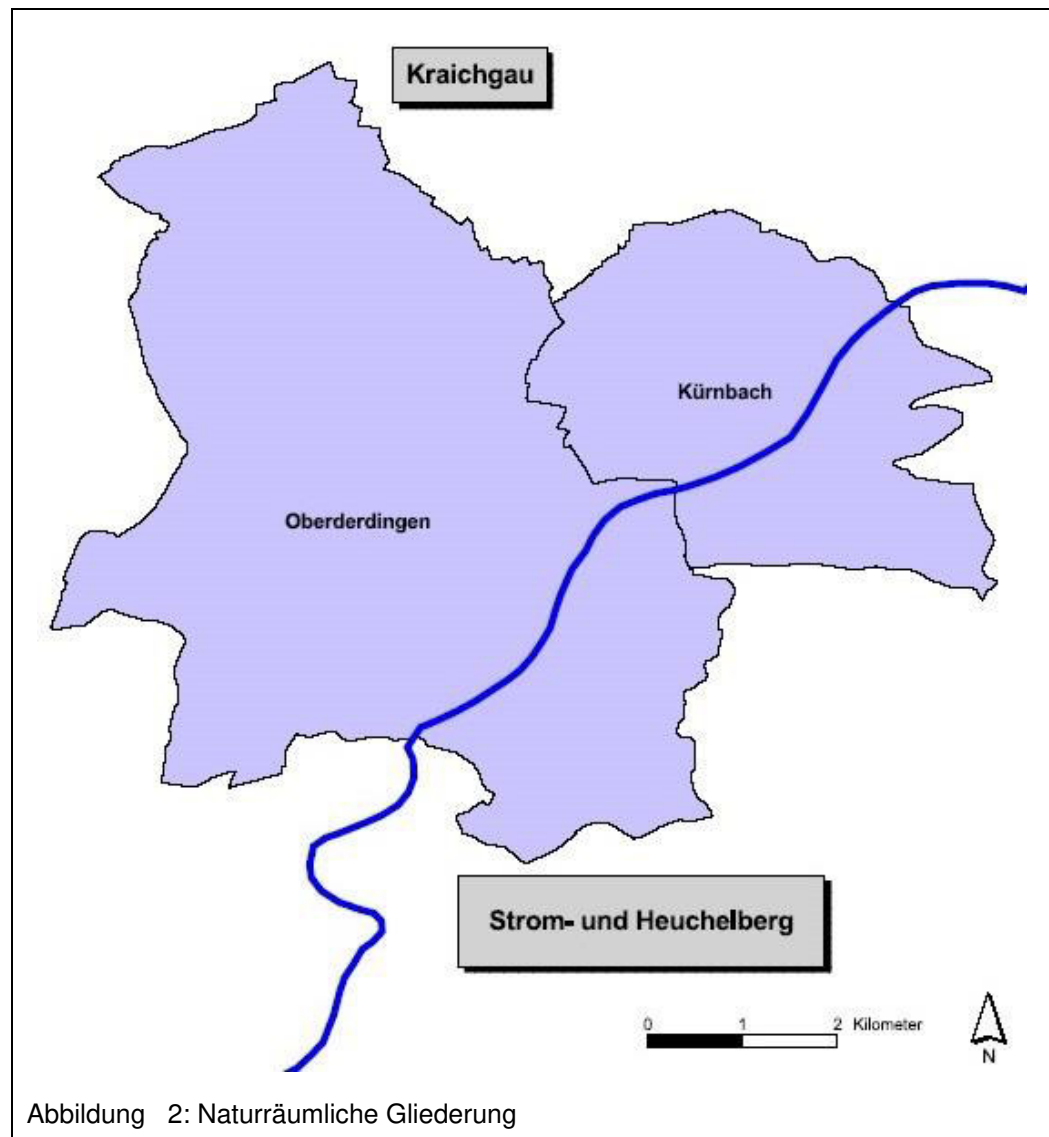 Kraichgau
Kürnbach
Oberderdingen
Strom- und Heuchelberg
0 1 2 Kilometer
N
Abbildung 2: Naturräumliche Gliederung